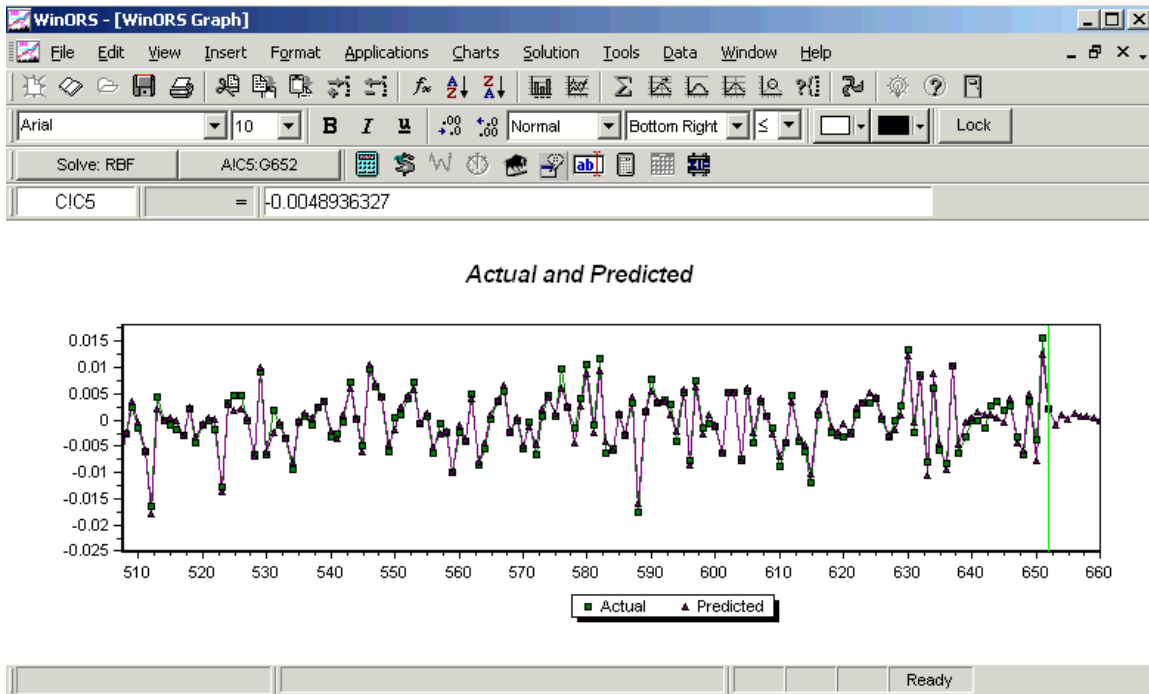 WinORS - [WinORS Graph]
File Edit View Insert Format Applications Charts Solution Tools Data Window Help
Arial 10 B I u Normal Bottom Right ≤ Lock
Solve: RBF A!C5:G652
C!C5 = -0.0048936327
Actual and Predicted
0.015
0.01
0.005
0
-0.005
-0.01
-0.015
-0.02
-0.025
510 520 530 540 550 560 570 580 590 600 610 620 630 640 650 660
Actual Predicted
Ready